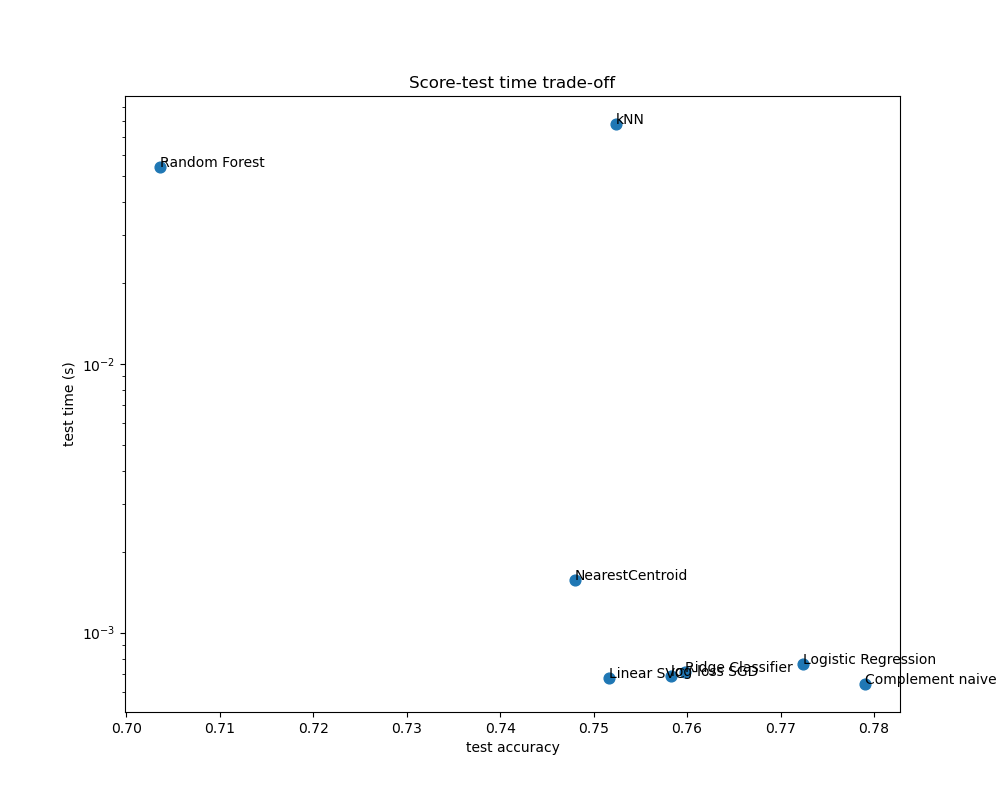 Score-test time trade-off
kNN
Random Forest
10⁻²
test time (s)
NearestCentroid
10⁻³
Logistic Regression
Ridge Classifier
log-loss SGD
Linear SVC
Complement naive
0.70 0.71 0.72 0.73 0.74 0.75 0.76 0.77 0.78
test accuracy